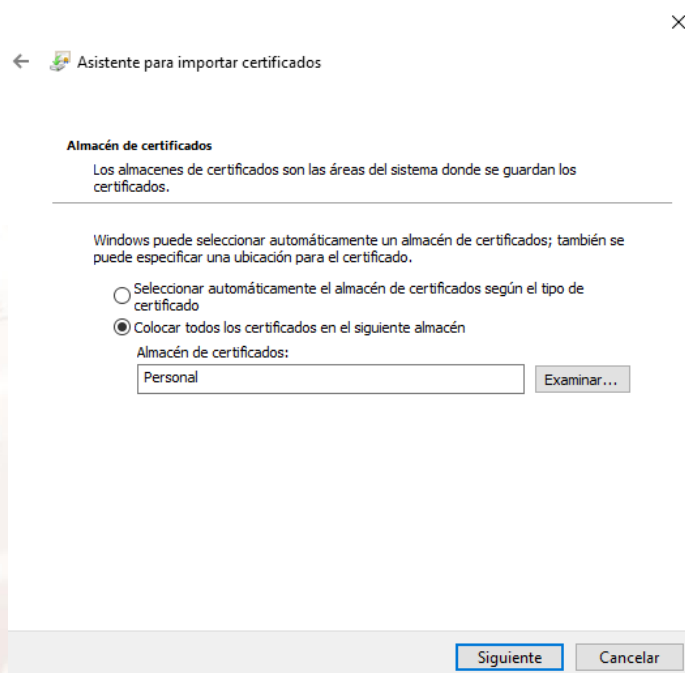 Asistente para importar certificados
Almacén de certificados
Los almacenes de certificados son las áreas del sistema donde se guardan los
certificados.
Windows puede seleccionar automáticamente un almacén de certificados; también se
puede especificar una ubicación para el certificado.
Seleccionar automáticamente el almacén de certificados según el tipo de
certificado
Colocar todos los certificados en el siguiente almacén
Almacén de certificados:
Personal
Examinar...
Siguiente
Cancelar